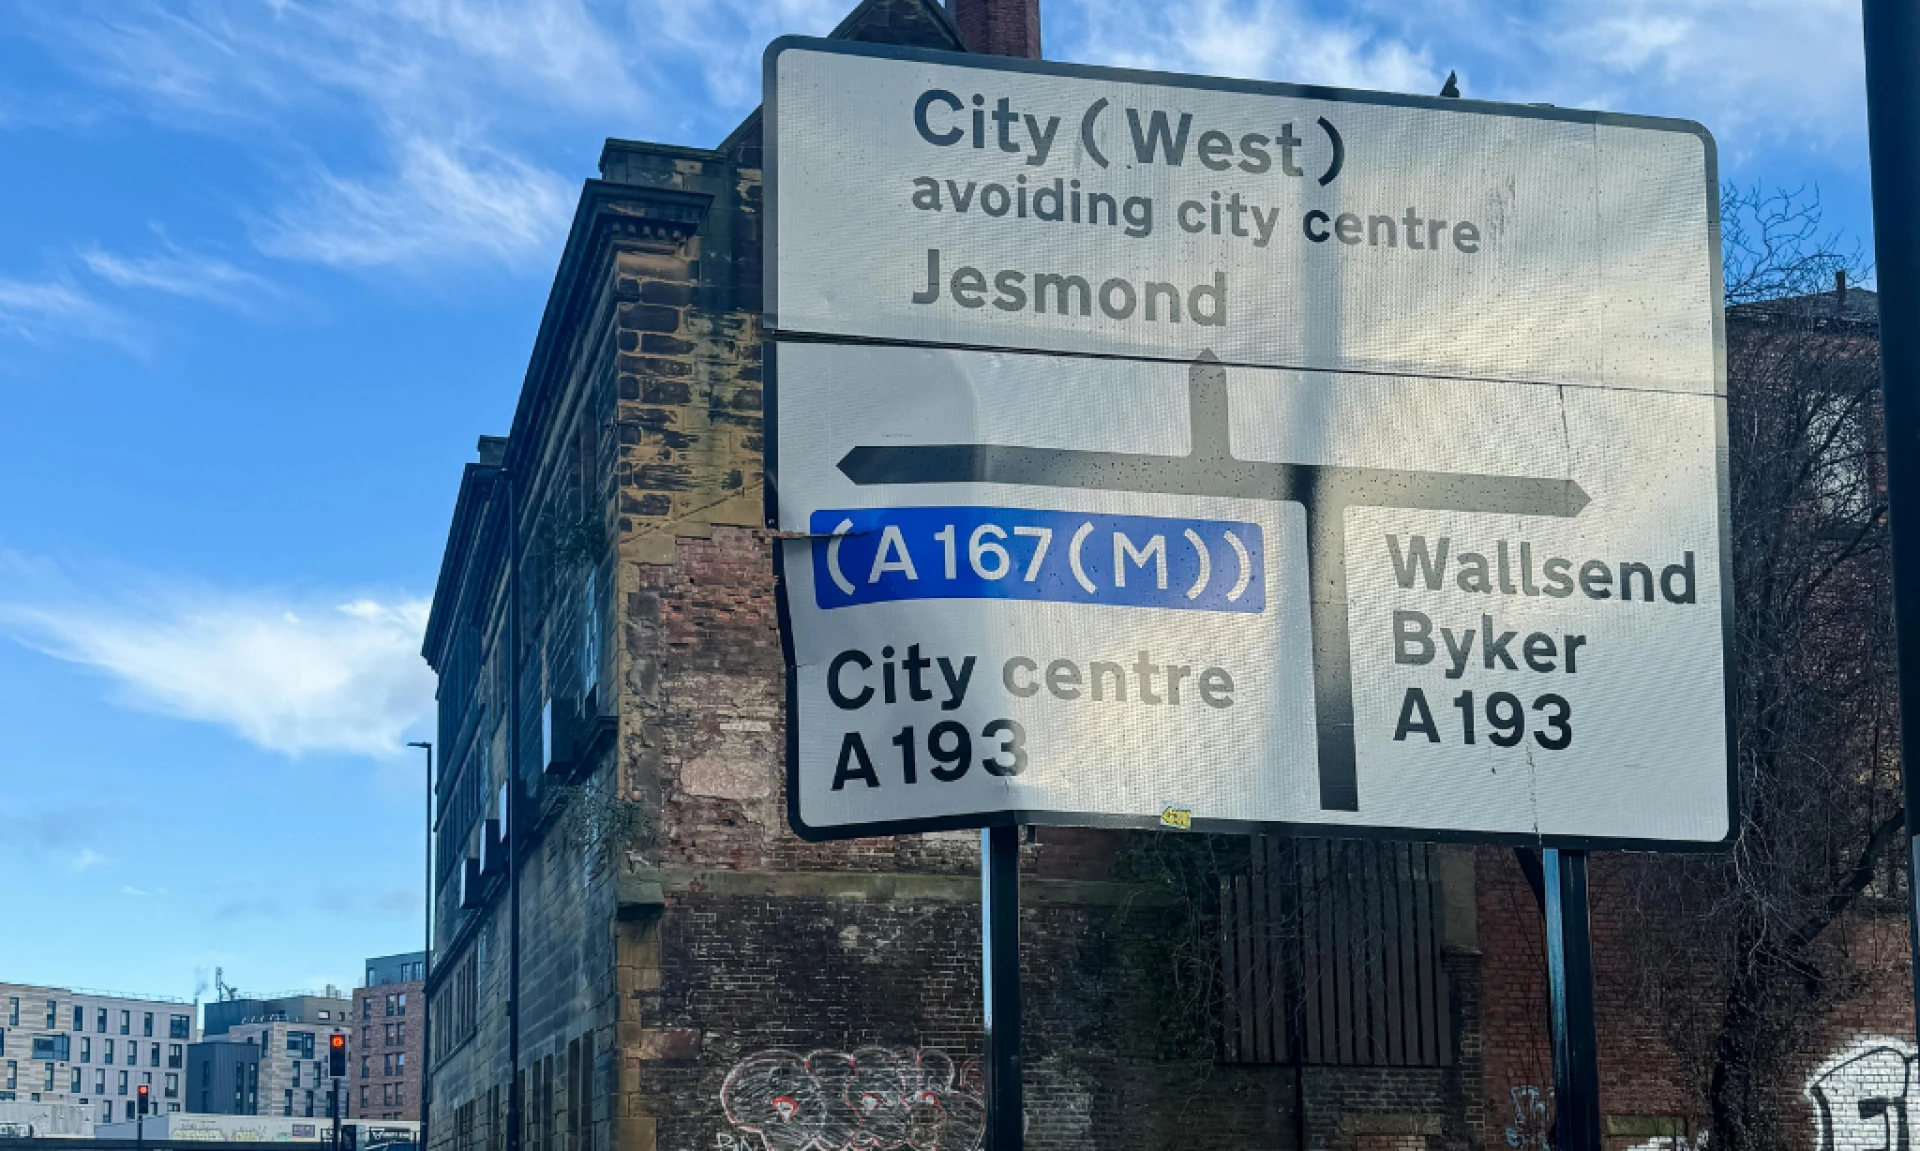 City (West)
avoiding city centre
Jesmond
(A167(M))
City centre
A193
Wallsend
Byker
A193